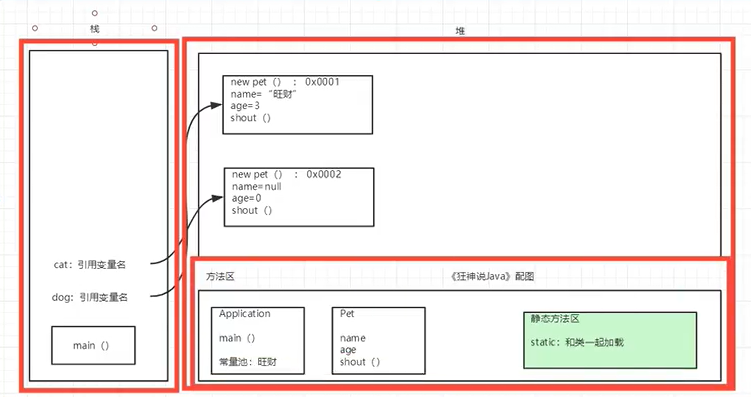 栈
堆
new pet（） ： 0x0001
name= “旺财”
age=3
shout（）
new pet（） ： 0x0002
name=null
age=0
shout（）
cat：引用变量名
dog：引用变量名
main（）
方法区
《狂神说Java》配图
Application
main（）
常量池：旺财
Pet
name
age
shout（）
静态方法区
static：和类一起加载